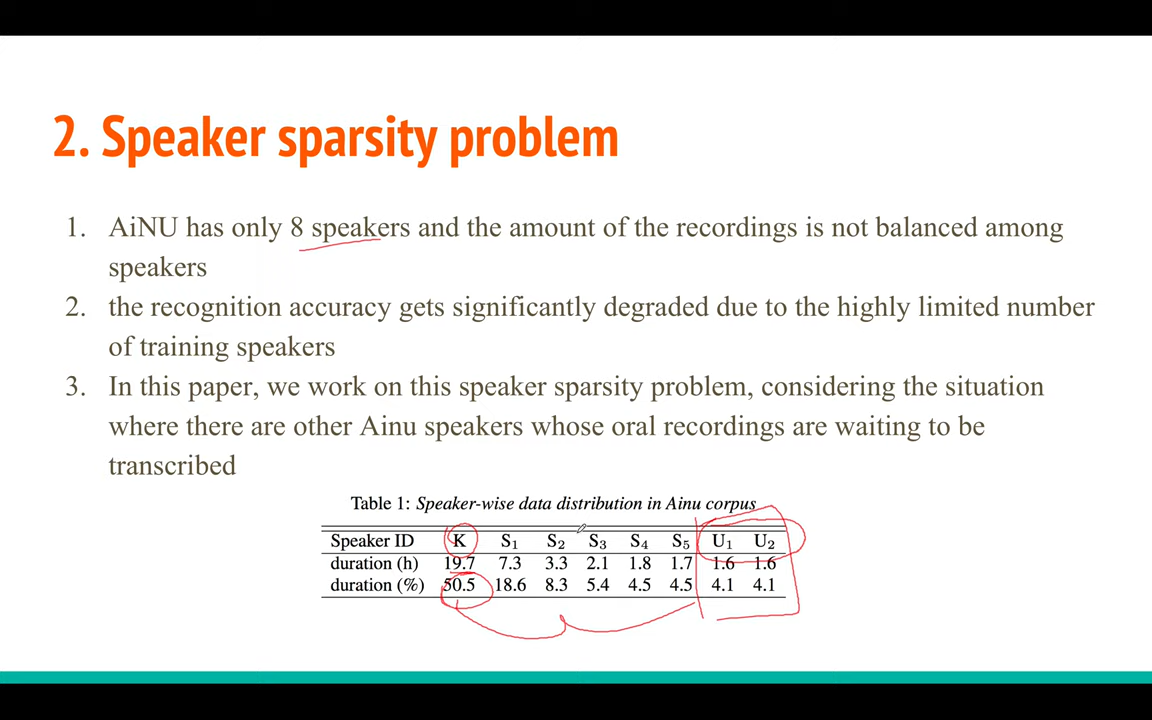 2. Speaker sparsity problem
1. AiNU has only 8 speakers and the amount of the recordings is not balanced among
speakers
2. the recognition accuracy gets significantly degraded due to the highly limited number
of training speakers
3. In this paper, we work on this speaker sparsity problem, considering the situation
where there are other Ainu speakers whose oral recordings are waiting to be
transcribed
Table 1: Speaker-wise data distribution in Ainu corpus
Speaker ID K S1 S2 S3 S4 S5 U1 U2
duration (h) 19.7 7.3 3.3 2.1 1.8 1.7 1.6 1.6
duration (%) 50.5 18.6 8.3 5.4 4.5 4.5 4.1 4.1